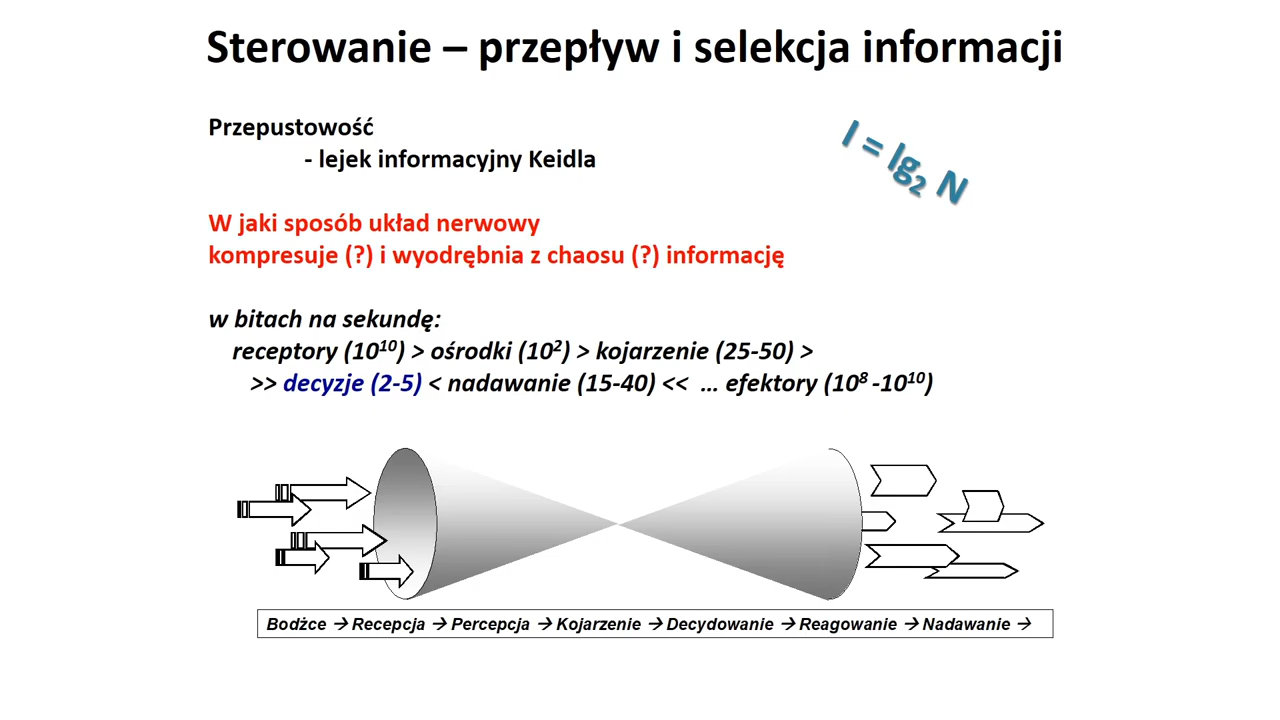 Sterowanie – przepływ i selekcja informacji
Przepustowość
- lejek informacyjny Keidla
I = lg₂ N
W jaki sposób układ nerwowy
kompresuje (?) i wyodrębnia z chaosu (?) informację
w bitach na sekundę:
receptory (10¹⁰) > ośrodki (10²) > kojarzenie (25-50) >
>> decyzje (2-5) < nadawanie (15-40) << … efektory (10⁸ -10¹⁰)
Bodźce → Recepcja → Percepcja → Kojarzenie → Decydowanie → Reagowanie → Nadawanie →